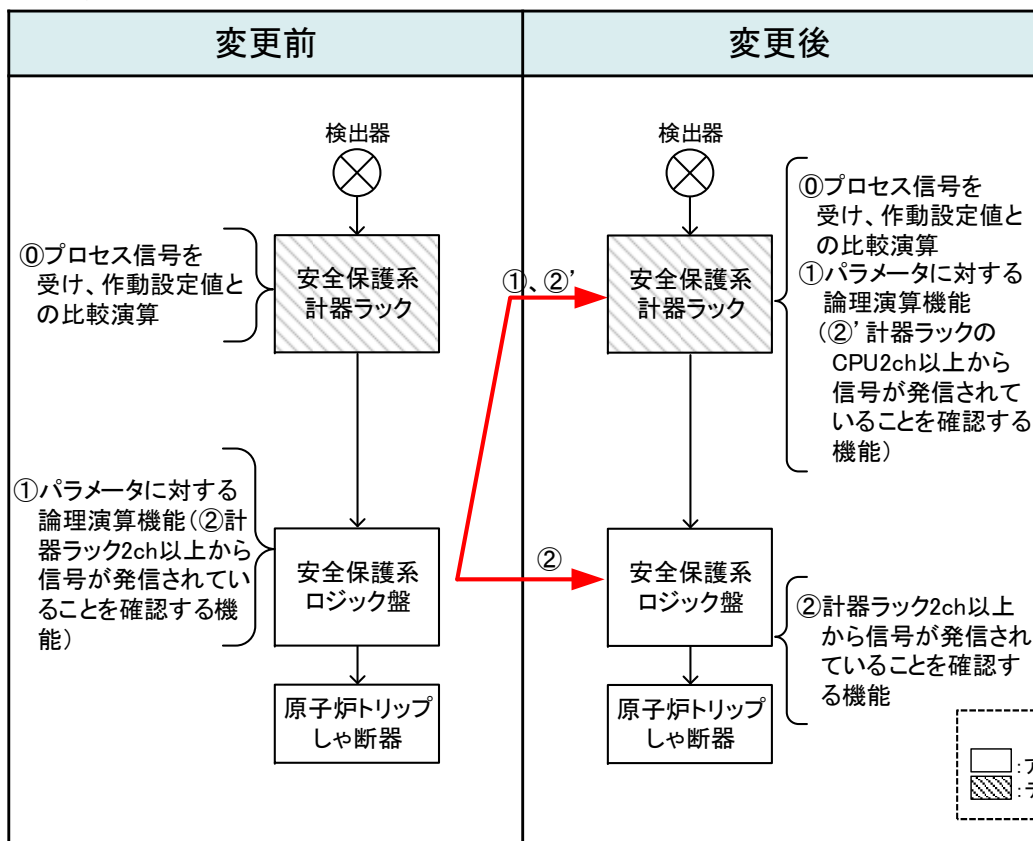 変更前
変更後
検出器
⓪プロセス信号を
受け、作動設定値と
の比較演算
安全保護系
計器ラック
①パラメータに対する
論理演算機能(②計
器ラック2ch以上から
信号が発信されてい
ることを確認する機
能)
安全保護系
ロジック盤
原子炉トリップ
しゃ断器
①、②'
②
検出器
安全保護系
計器ラック
⓪プロセス信号を
受け、作動設定値と
の比較演算
①パラメータに対する
論理演算機能
(②' 計器ラックの
CPU2ch以上から
信号が発信されて
いることを確認する
機能)
安全保護系
ロジック盤
②計器ラック2ch以上
から信号が発信され
ていることを確認す
る機能
原子炉トリップ
しゃ断器
:ア
:デ